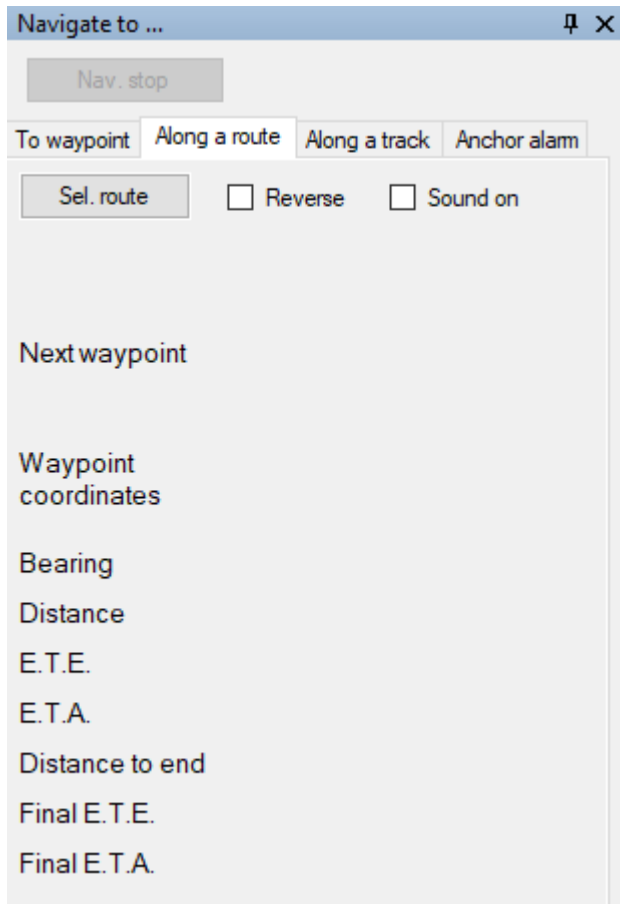 Navigate to ...
Nav. stop
To waypoint Along a route Along a track Anchor alarm
Sel. route Reverse Sound on
Next waypoint
Waypoint
coordinates
Bearing
Distance
E.T.E.
E.T.A.
Distance to end
Final E.T.E.
Final E.T.A.